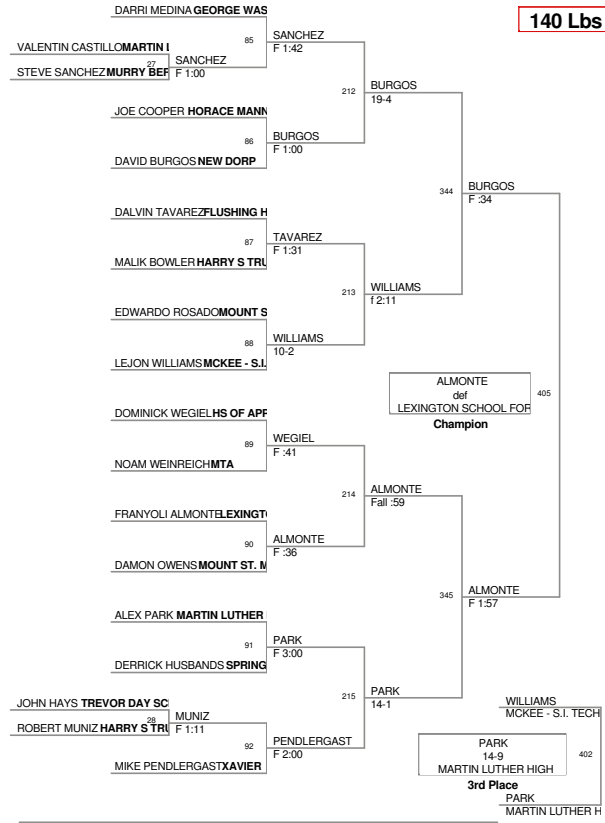 DARRI MEDINA GEORGE WAS
140 Lbs
85
SANCHEZ
F 1:42
VALENTIN CASTILLO MARTIN L
27
SANCHEZ
F 1:00
STEVE SANCHEZ MURRY BER
212
BURGOS
19-4
JOE COOPER HORACE MANN
86
BURGOS
F 1:00
DAVID BURGOS NEW DORP
344
BURGOS
F :34
DALVIN TAVAREZ FLUSHING H
87
TAVAREZ
F 1:31
MALIK BOWLER HARRY S TRU
213
WILLIAMS
f 2:11
EDWARDO ROSADO MOUNT S
88
WILLIAMS
10-2
LEJON WILLIAMS MCKEE - S.I.
ALMONTE
def
LEXINGTON SCHOOL FOR
405
Champion
DOMINICK WEGIEL HS OF APP
89
WEGIEL
F :41
NOAM WEINREICH MTA
214
ALMONTE
Fall :59
FRANYOLI ALMONTE LEXINGTO
90
ALMONTE
F :36
DAMON OWENS MOUNT ST. M
345
ALMONTE
F 1:57
ALEX PARK MARTIN LUTHER
91
PARK
F 3:00
DERRICK HUSBANDS SPRING
215
PARK
14-1
JOHN HAYS TREVOR DAY SC
28
MUNIZ
F 1:11
ROBERT MUNIZ HARRY S TRU
92
PENDLERGAST
F 2:00
MIKE PENDLERGAST XAVIER
WILLIAMS
MCKEE - S.I. TECH
PARK
14-9
MARTIN LUTHER HIGH
402
3rd Place
PARK
MARTIN LUTHER H